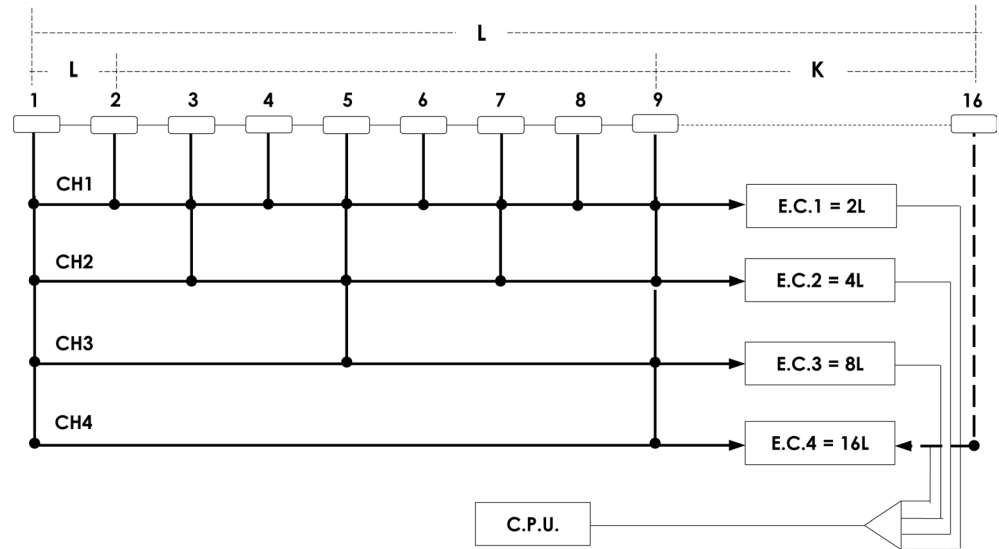 L
L K
1 2 3 4 5 6 7 8 9 16
CH1
E.C.1 = 2L
CH2
E.C.2 = 4L
CH3
E.C.3 = 8L
CH4
E.C.4 = 16L
C.P.U.